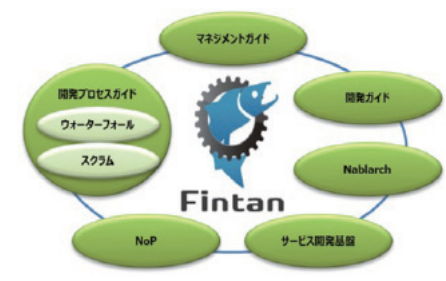 マネジメントガイド
開発プロセスガイド
ウォーターフォール
スクラム
開発ガイド
Nablarch
Fintan
NoP
サービス開発基盤